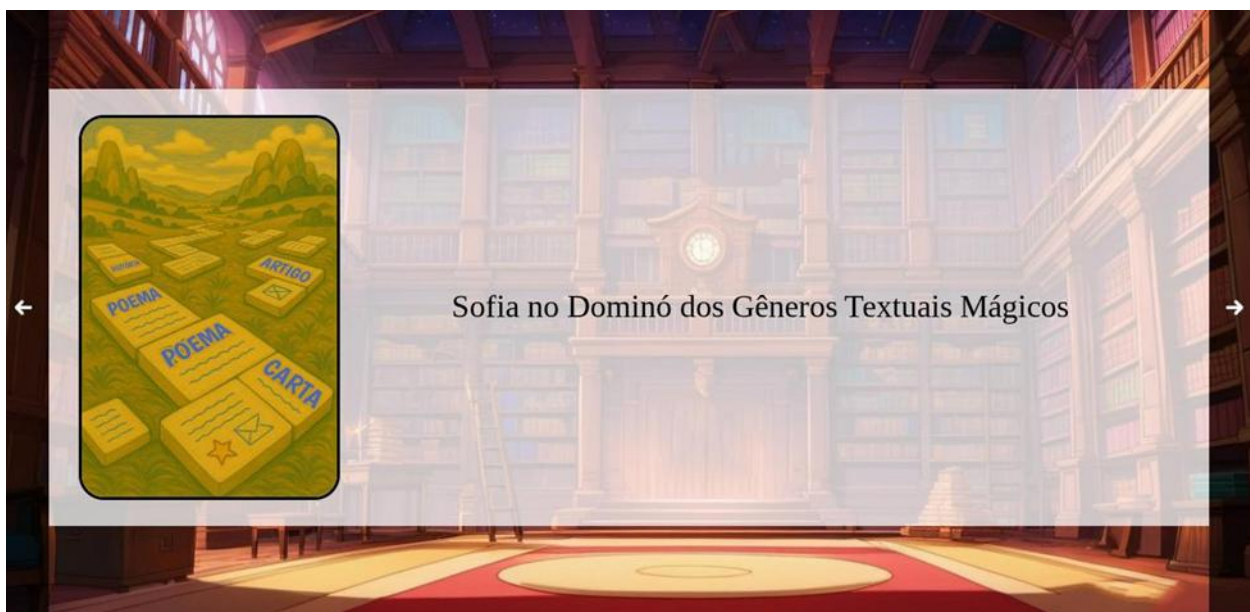 ARTIGO
POEMA
POEMA
CARTA
Sofia no Dominó dos Gêneros Textuais Mágicos